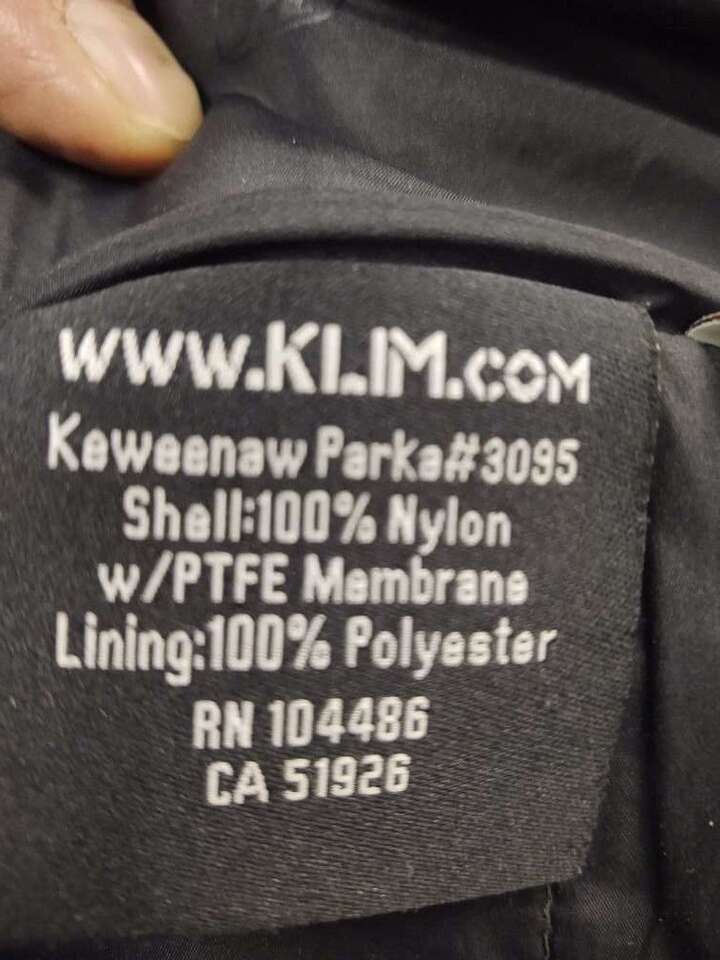 WWW.KLIM.COM
Keweenaw Parka#3095
Shell:100% Nylon
w/PTFE Membrane
Lining:100% Polyester
RN 104486
CA 51926